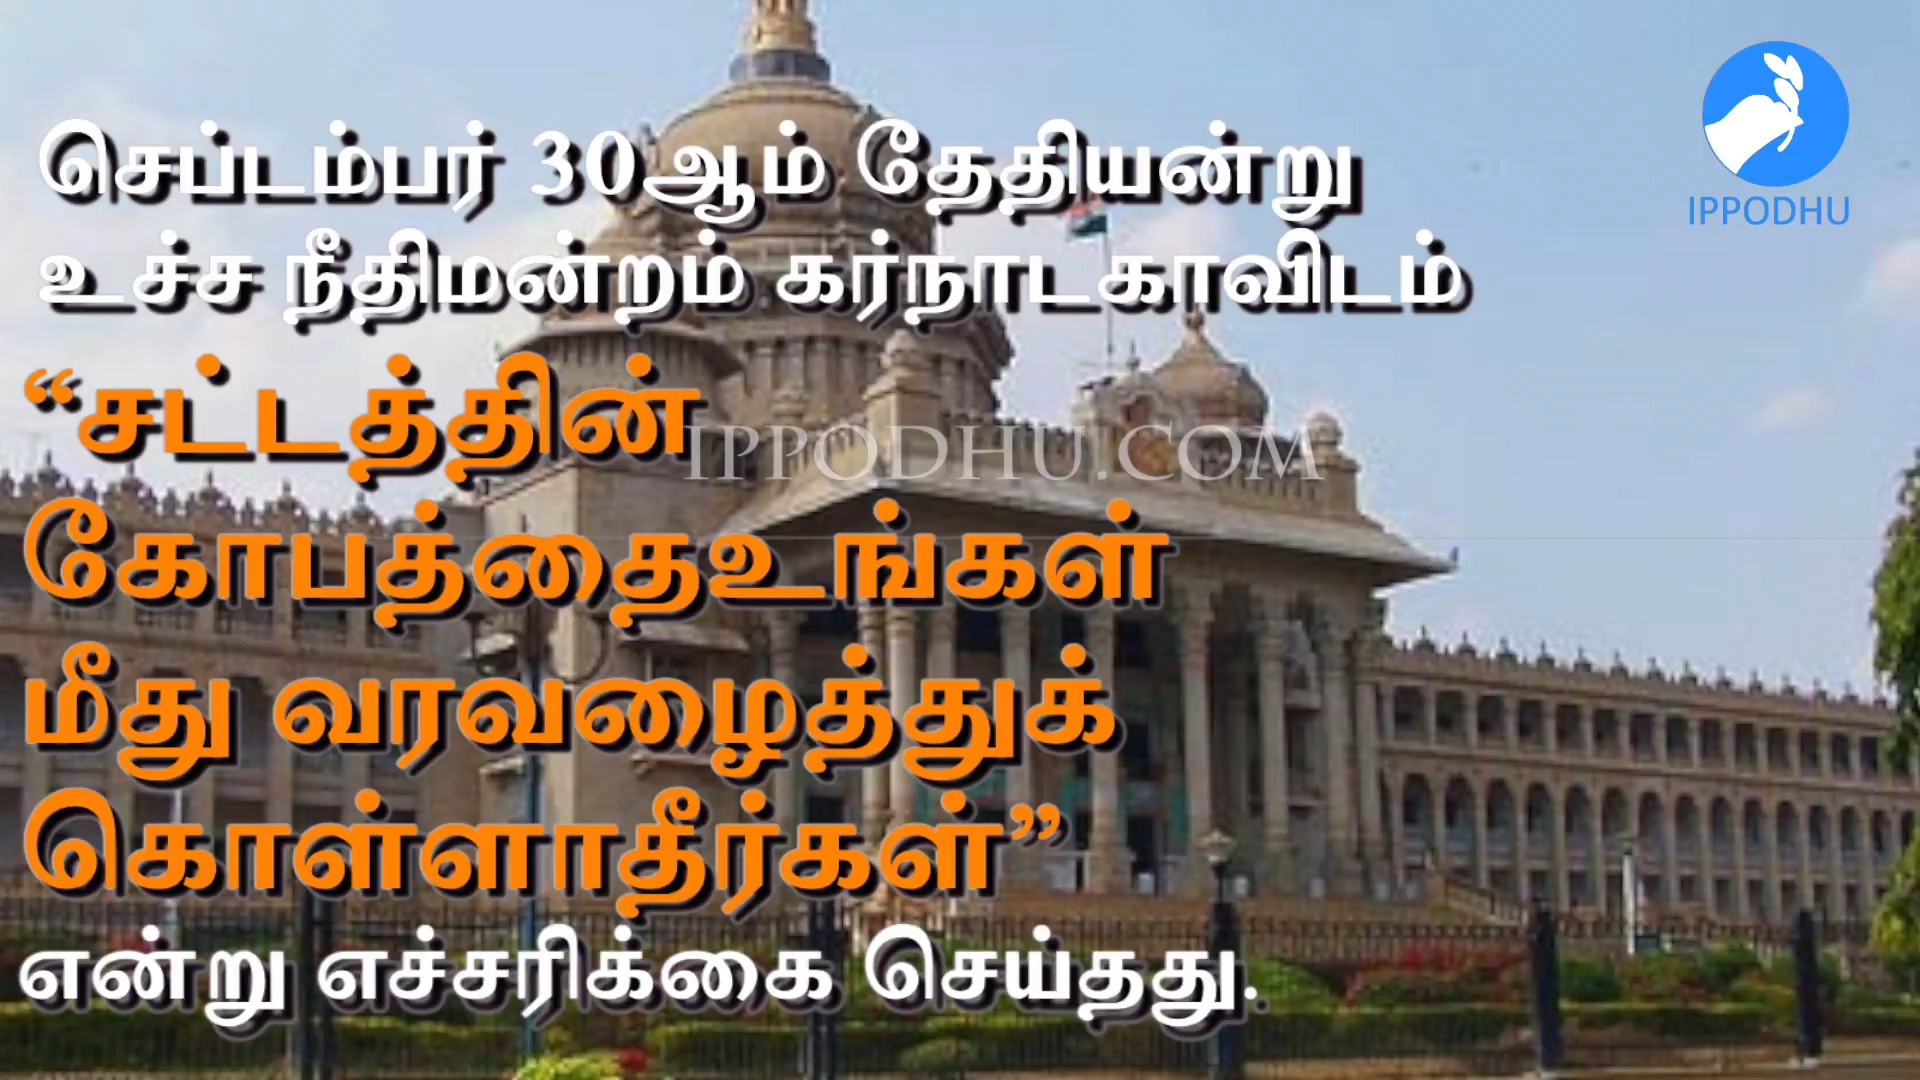 செப்டம்பர் 30ஆம் தேதியன்று
உச்ச நீதிமன்றம் கர்நாடகாவிடம்
“சட்டத்தின்
கோபத்தைஉங்கள்
மீது வரவழைத்துக்
கொள்ளாதீர்கள்”
என்று எச்சரிக்கை செய்தது.
IPPODHU
IPPODHU.COM